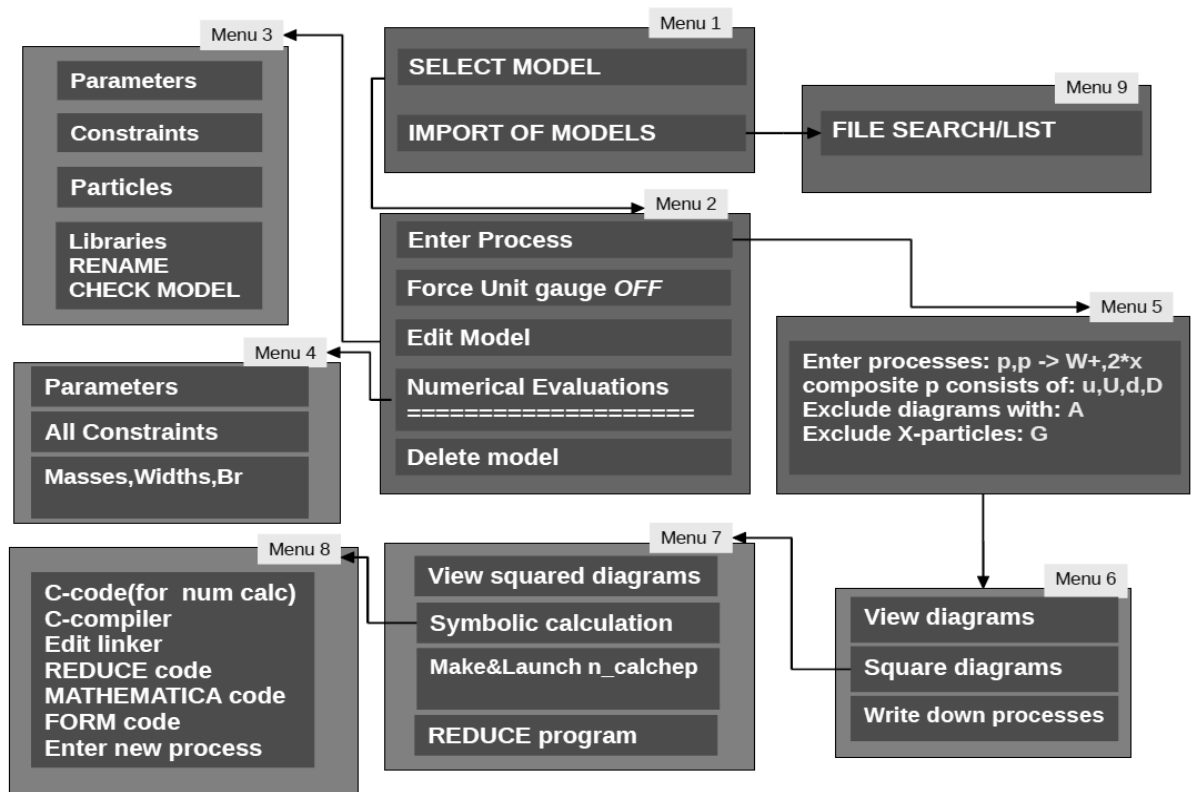 Menu 1
SELECT MODEL
IMPORT OF MODELS
Menu 9
FILE SEARCH/LIST
Menu 3
Parameters
Constraints
Particles
Libraries
RENAME
CHECK MODEL
Menu 2
Enter Process
Force Unit gauge OFF
Edit Model
Numerical Evaluations
====================
Delete model
Menu 4
Parameters
All Constraints
Masses,Widths,Br
Menu 5
Enter processes: p,p -> W+,2*x
composite p consists of: u,U,d,D
Exclude diagrams with: A
Exclude X-particles: G
Menu 6
View diagrams
Square diagrams
Write down processes
Menu 7
View squared diagrams
Symbolic calculation
Make&Launch n_calchep
REDUCE program
Menu 8
C-code(for num calc)
C-compiler
Edit linker
REDUCE code
MATHEMATICA code
FORM code
Enter new process